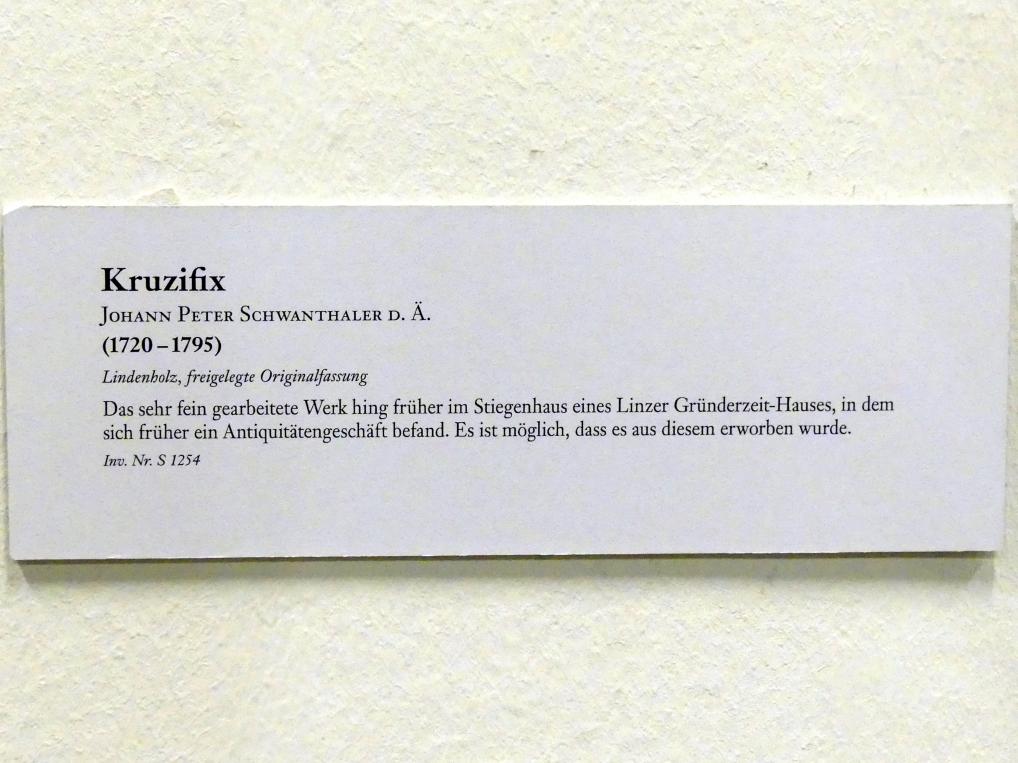 Kruzifix
Johann Peter Schwanthaler d. Ä.
(1720 – 1795)
Lindenholz, freigelegte Originalfassung
Das sehr fein gearbeitete Werk hing früher im Stiegenhaus eines Linzer Gründerzeit-Hauses, in dem
sich früher ein Antiquitätengeschäft befand. Es ist möglich, dass es aus diesem erworben wurde.
Inv. Nr. S 1254